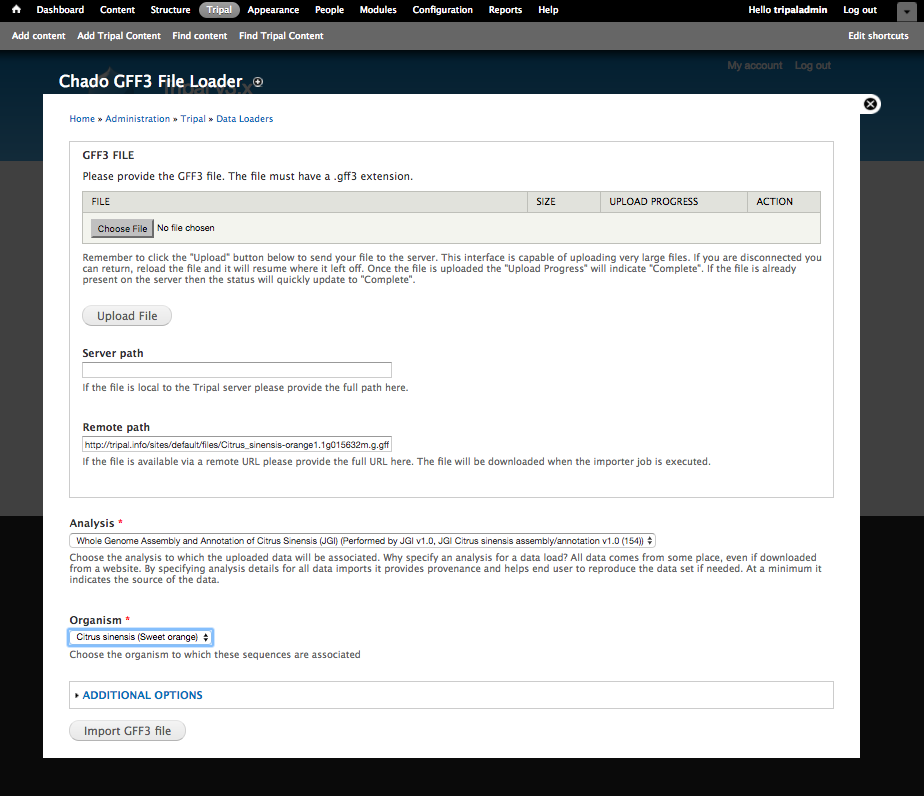 Dashboard Content Structure Tripal Appearance People Modules Configuration Reports Help Hello tripaladmin Log out
Add content Add Tripal Content Find content Find Tripal Content Edit shortcuts
My account Log out
Chado GFF3 File Loader
Tripal v3.x
Home » Administration » Tripal » Data Loaders
GFF3 FILE
Please provide the GFF3 file. The file must have a .gff3 extension.
FILE SIZE UPLOAD PROGRESS ACTION
Choose File No file chosen
Remember to click the "Upload" button below to send your file to the server. This interface is capable of uploading very large files. If you are disconnected you
can return, reload the file and it will resume where it left off. Once the file is uploaded the "Upload Progress" will indicate "Complete". If the file is already
present on the server then the status will quickly update to "Complete".
Upload File
Server path
If the file is local to the Tripal server please provide the full path here.
Remote path
http://tripal.info/sites/default/files/Citrus_sinensis-orange1.1g015632m.g.gff
If the file is available via a remote URL please provide the full URL here. The file will be downloaded when the importer job is executed.
Analysis *
Whole Genome Assembly and Annotation of Citrus Sinensis (JGI) (Performed by JGI v1.0, JGI Citrus sinensis assembly/annotation v1.0 (154))
Choose the analysis to which the uploaded data will be associated. Why specify an analysis for a data load? All data comes from some place, even if downloaded
from a website. By specifying analysis details for all data imports it provides provenance and helps end user to reproduce the data set if needed. At a minimum it
indicates the source of the data.
Organism *
Citrus sinensis (Sweet orange)
Choose the organism to which these sequences are associated
ADDITIONAL OPTIONS
Import GFF3 file